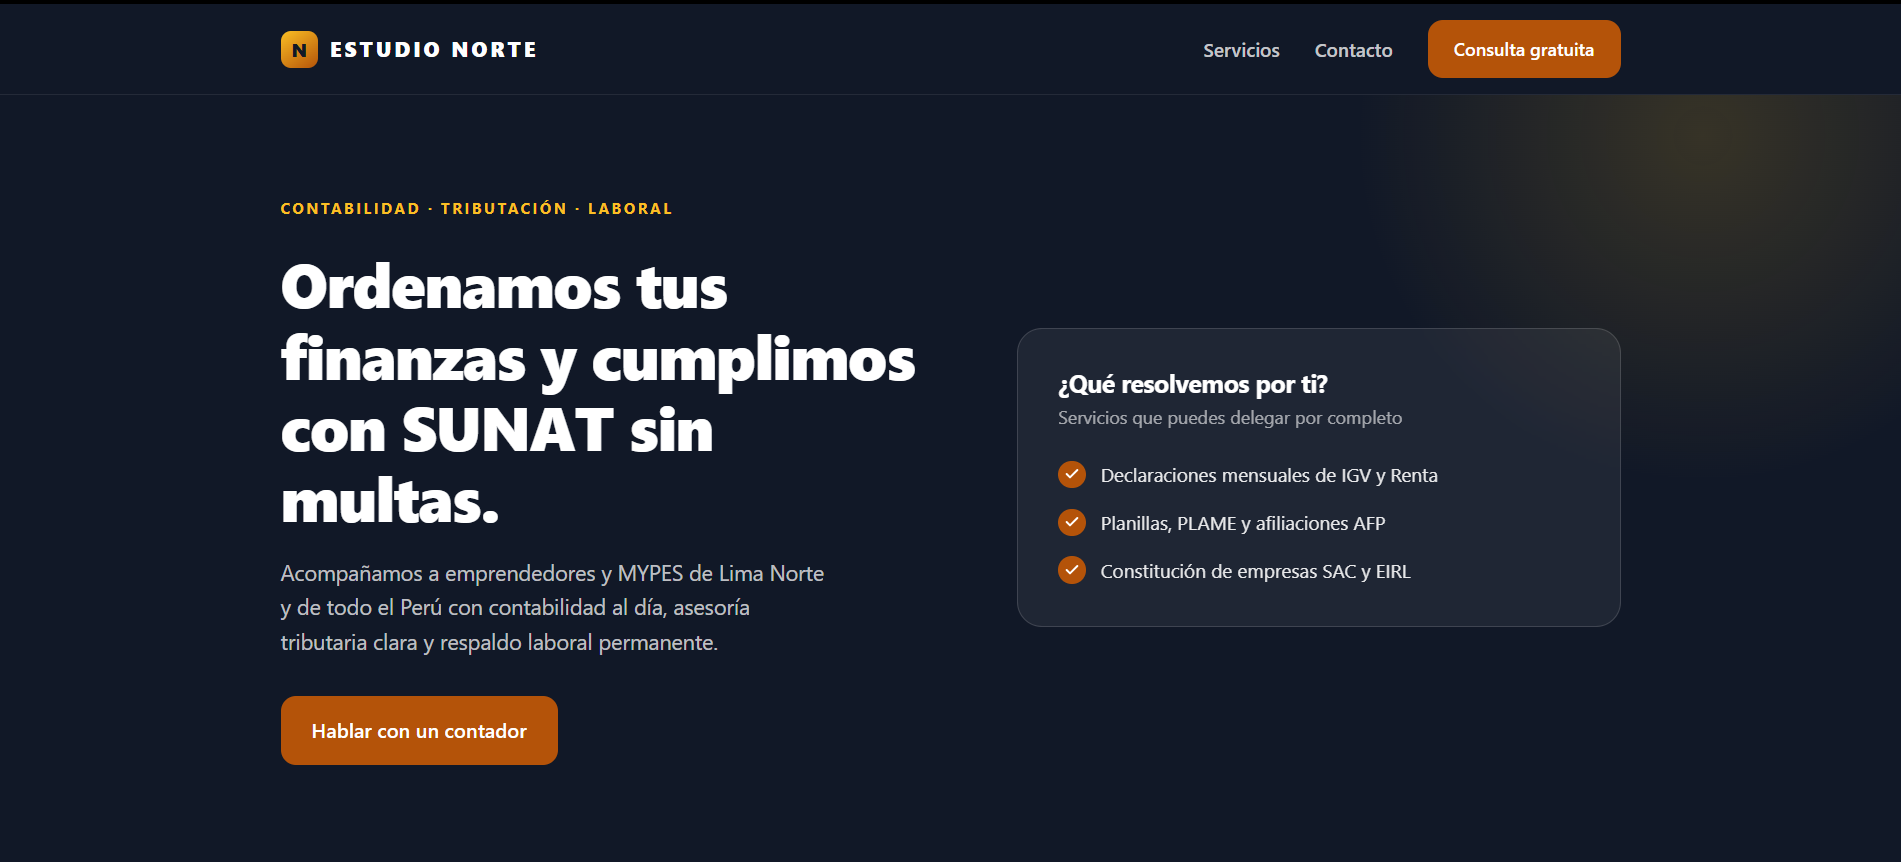 N ESTUDIO NORTE
Servicios
Contacto
Consulta gratuita
CONTABILIDAD · TRIBUTACIÓN · LABORAL
Ordenamos tus
finanzas y cumplimos
con SUNAT sin
multas.
Acompañamos a emprendedores y MYPES de Lima Norte
y de todo el Perú con contabilidad al día, asesoría
tributaria clara y respaldo laboral permanente.
Hablar con un contador
¿Qué resolvemos por ti?
Servicios que puedes delegar por completo
Declaraciones mensuales de IGV y Renta
Planillas, PLAME y afiliaciones AFP
Constitución de empresas SAC y EIRL